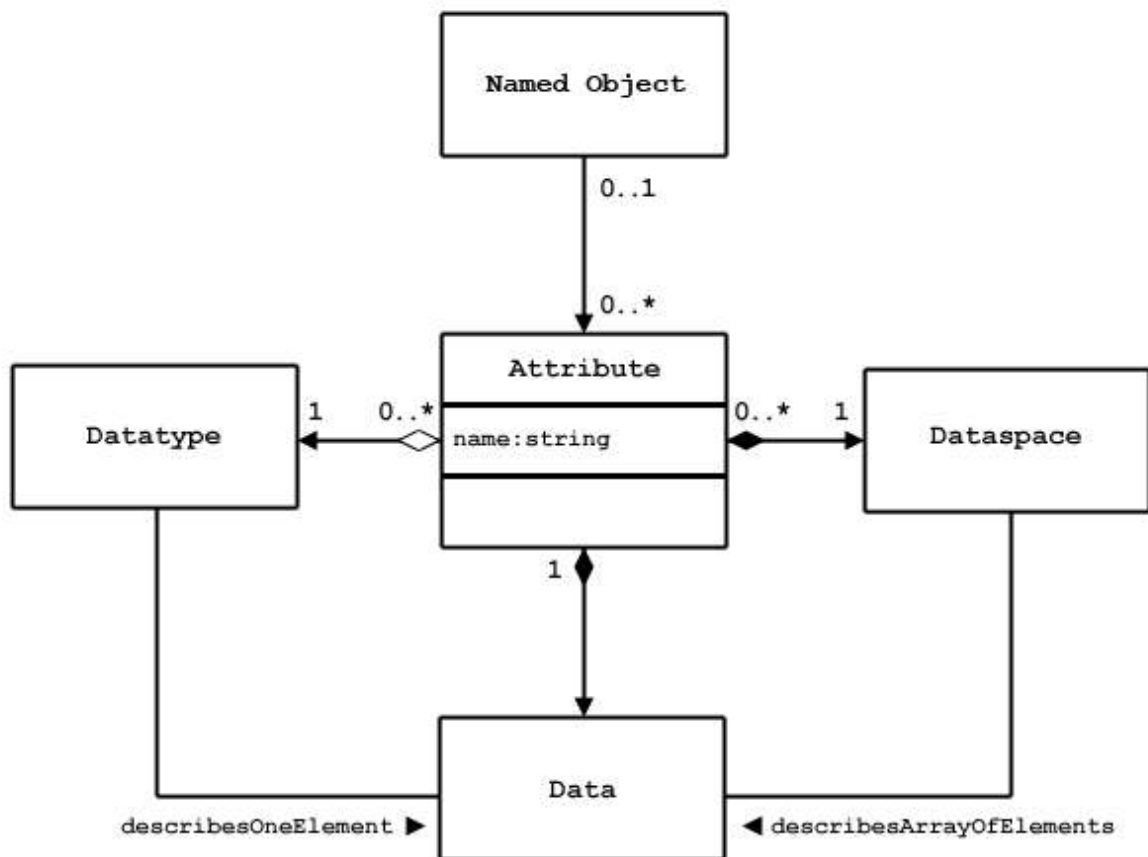 Named Object
0..1
0..*
Attribute
1 0..*
0..* 1
Datatype
name:string
Dataspace
1
Data
describesOneElement ►
◄ describesArrayOfElements